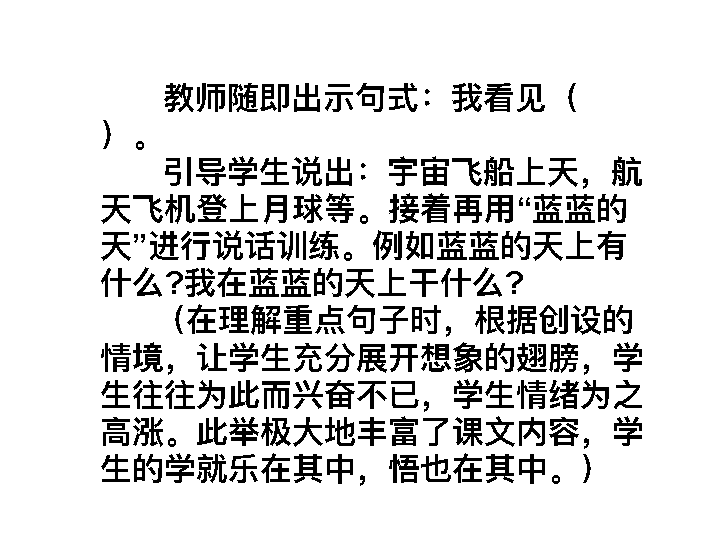 教师随即出示句式：我看见（
）。
引导学生说出：宇宙飞船上天，航
天飞机登上月球等。接着再用“蓝蓝的
天”进行说话训练。例如蓝蓝的天上有
什么?我在蓝蓝的天上干什么?
（在理解重点句子时，根据创设的
情境，让学生充分展开想象的翅膀，学
生往往为此而兴奋不已，学生情绪为之
高涨。此举极大地丰富了课文内容，学
生的学就乐在其中，悟也在其中。）